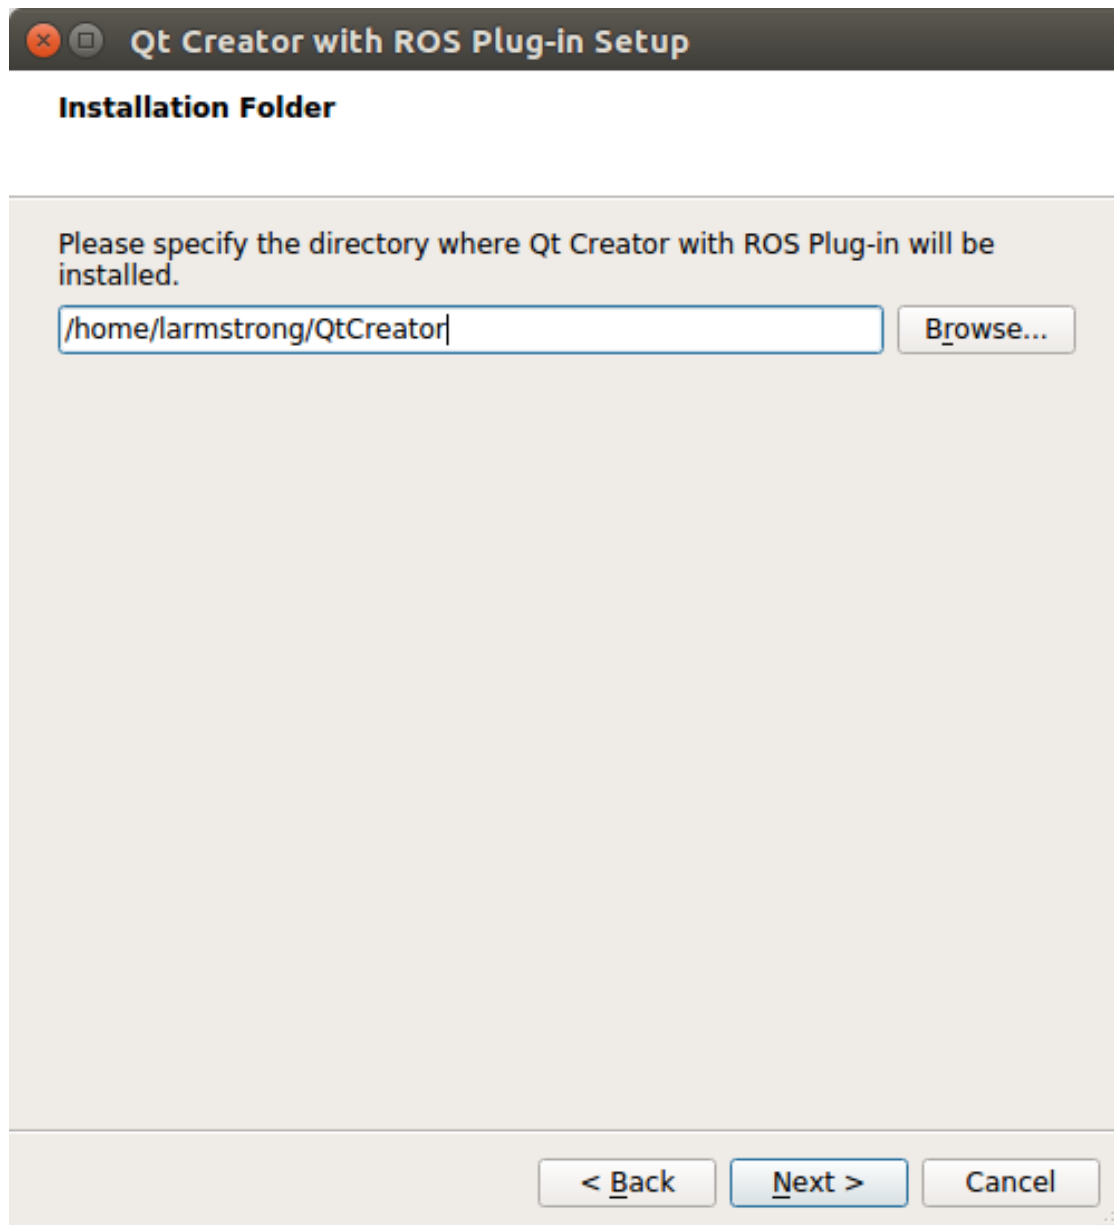 Qt Creator with ROS Plug-in Setup
Installation Folder
Please specify the directory where Qt Creator with ROS Plug-in will be
installed.
/home/larmstrong/QtCreator
Browse...
< Back
Next >
Cancel